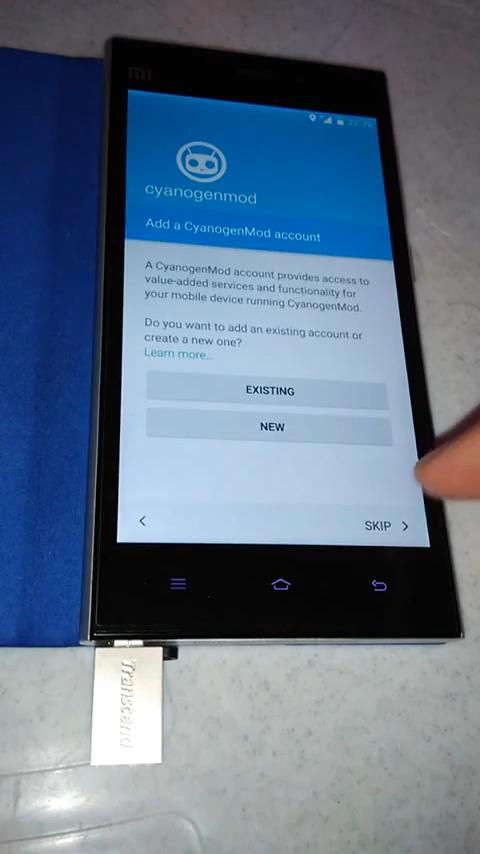 mi
cyanogenmod
Add a CyanogenMod account
A CyanogenMod account provides access to
value-added services and functionality for
your mobile device running CyanogenMod.
Do you want to add an existing account or
create a new one?
Learn more...
EXISTING
NEW
SKIP
Transcend